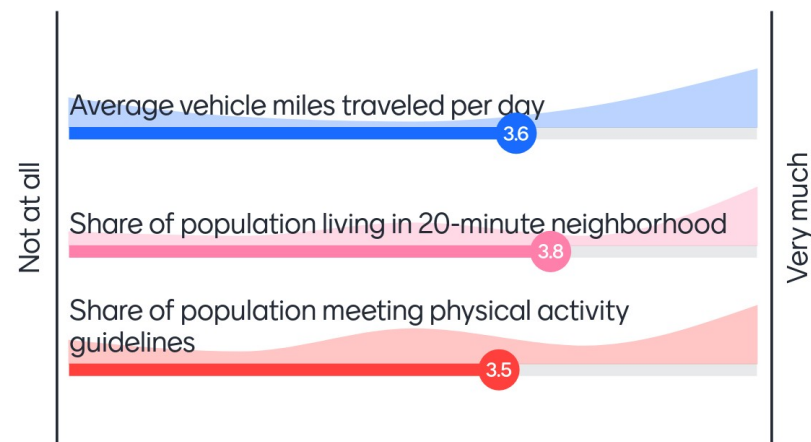 Not at all
Average vehicle miles traveled per day
3.6
Share of population living in 20-minute neighborhood
3.8
Share of population meeting physical activity
guidelines
3.5
Very much